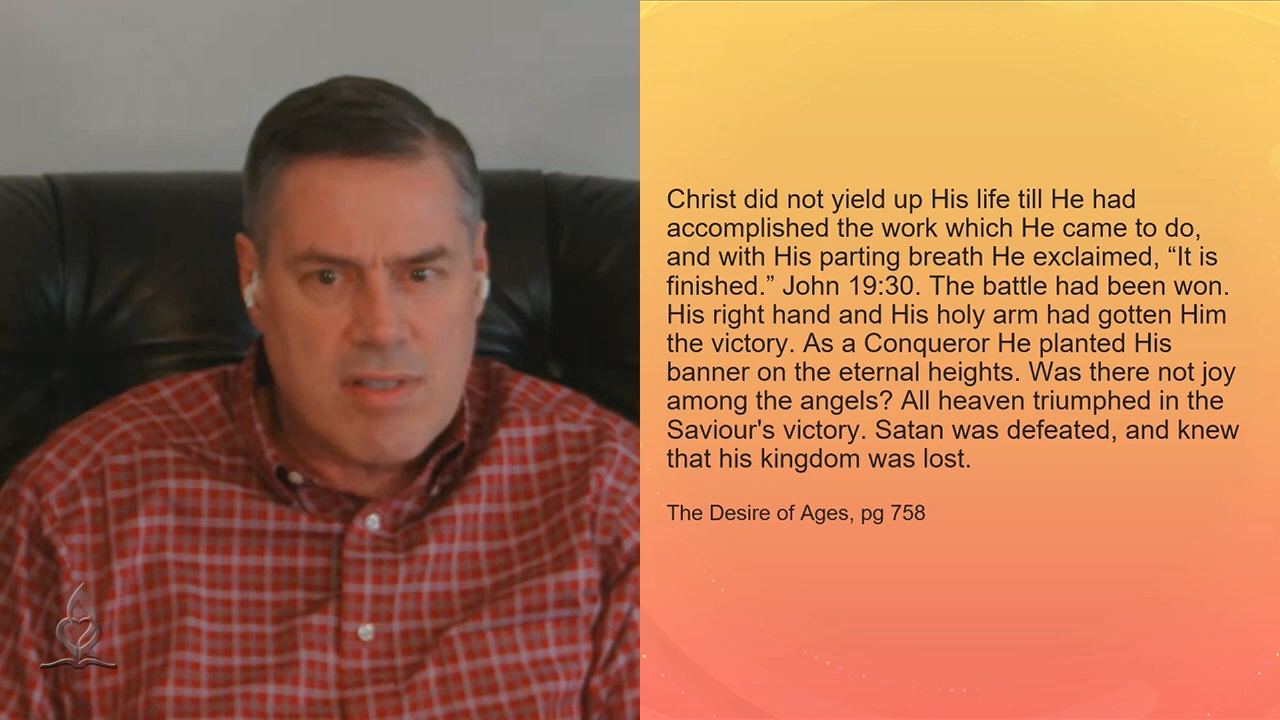 Christ did not yield up His life till He had
accomplished the work which He came to do,
and with His parting breath He exclaimed, “It is
finished.” John 19:30. The battle had been won.
His right hand and His holy arm had gotten Him
the victory. As a Conqueror He planted His
banner on the eternal heights. Was there not joy
among the angels? All heaven triumphed in the
Saviour's victory. Satan was defeated, and knew
that his kingdom was lost.
The Desire of Ages, pg 758